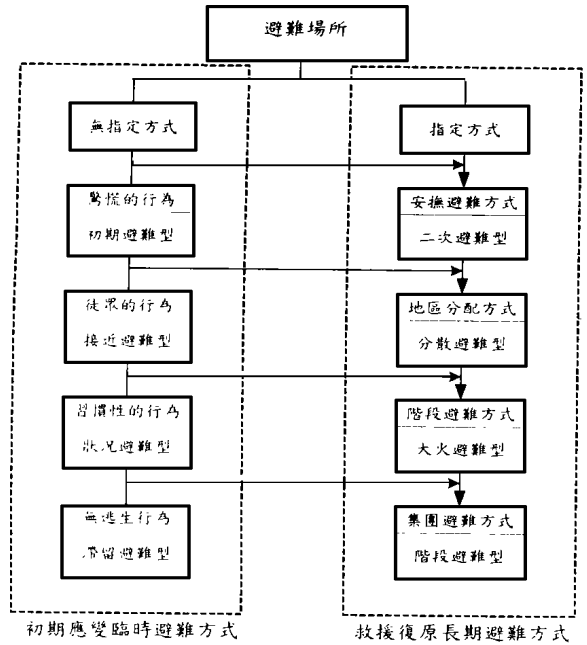 避難場所
無指定方式
指定方式
驚慌的行為
初期避難型
安撫避難方式
二次避難型
從眾的行為
接近避難型
地區分配方式
分散避難型
習慣性的行為
狀況避難型
階段避難方式
大火避難型
無逃生行為
滯留避難型
集團避難方式
階段避難型
初期應變臨時避難方式
救援復原長期避難方式